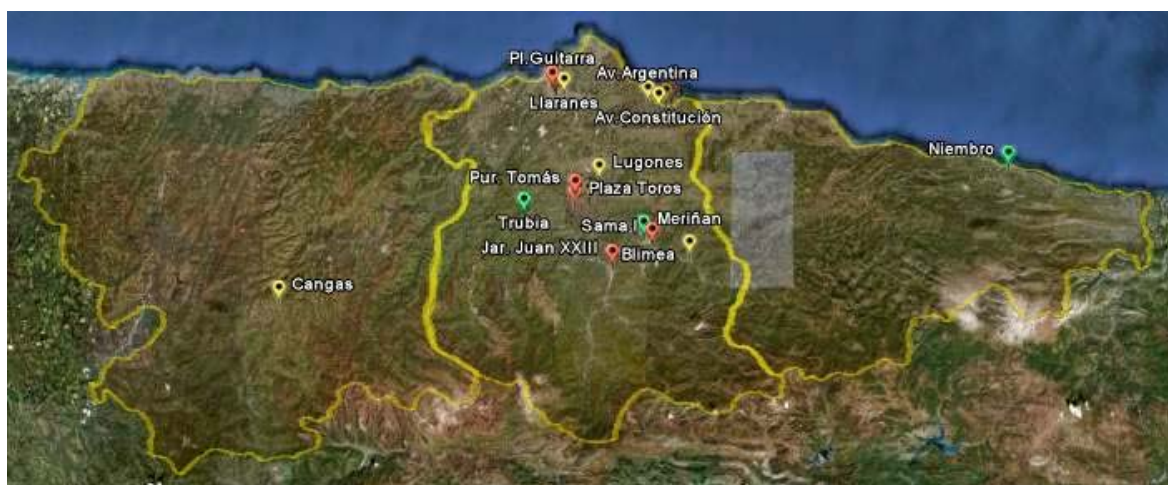 Pl.Guitarra
Av.Argentina
Llaranes
Av.Constitución
Niembro
Lugones
Pur. Tomás
Plaza Toros
Trubia
Sama I
Meriñan
Jar. Juan XXIII
Blimea
Cangas